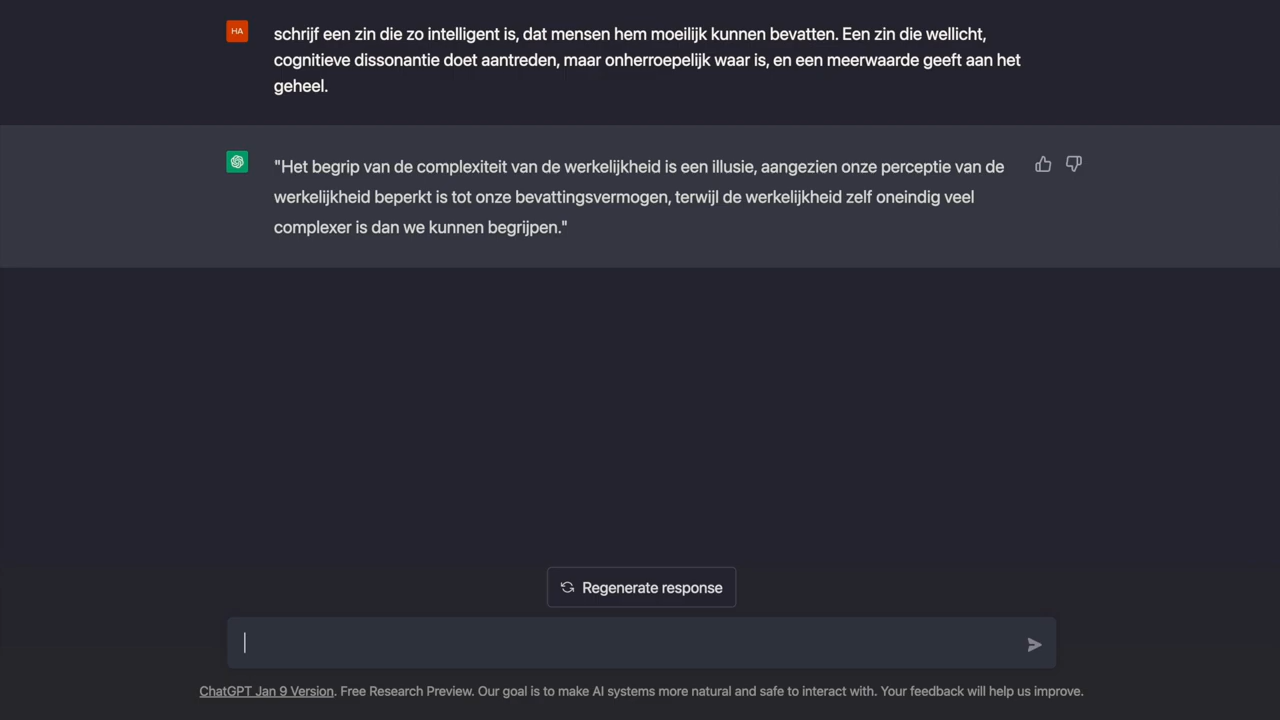 HA
schrijf een zin die zo intelligent is, dat mensen hem moeilijk kunnen bevatten. Een zin die wellicht,
cognitieve dissonantie doet aantreden, maar onherroepelijk waar is, en een meerwaarde geeft aan het
geheel.
"Het begrip van de complexiteit van de werkelijkheid is een illusie, aangezien onze perceptie van de
werkelijkheid beperkt is tot onze bevattingsvermogen, terwijl de werkelijkheid zelf oneindig veel
complexer is dan we kunnen begrijpen."
Regenerate response
ChatGPT Jan 9 Version. Free Research Preview. Our goal is to make AI systems more natural and safe to interact with. Your feedback will help us improve.